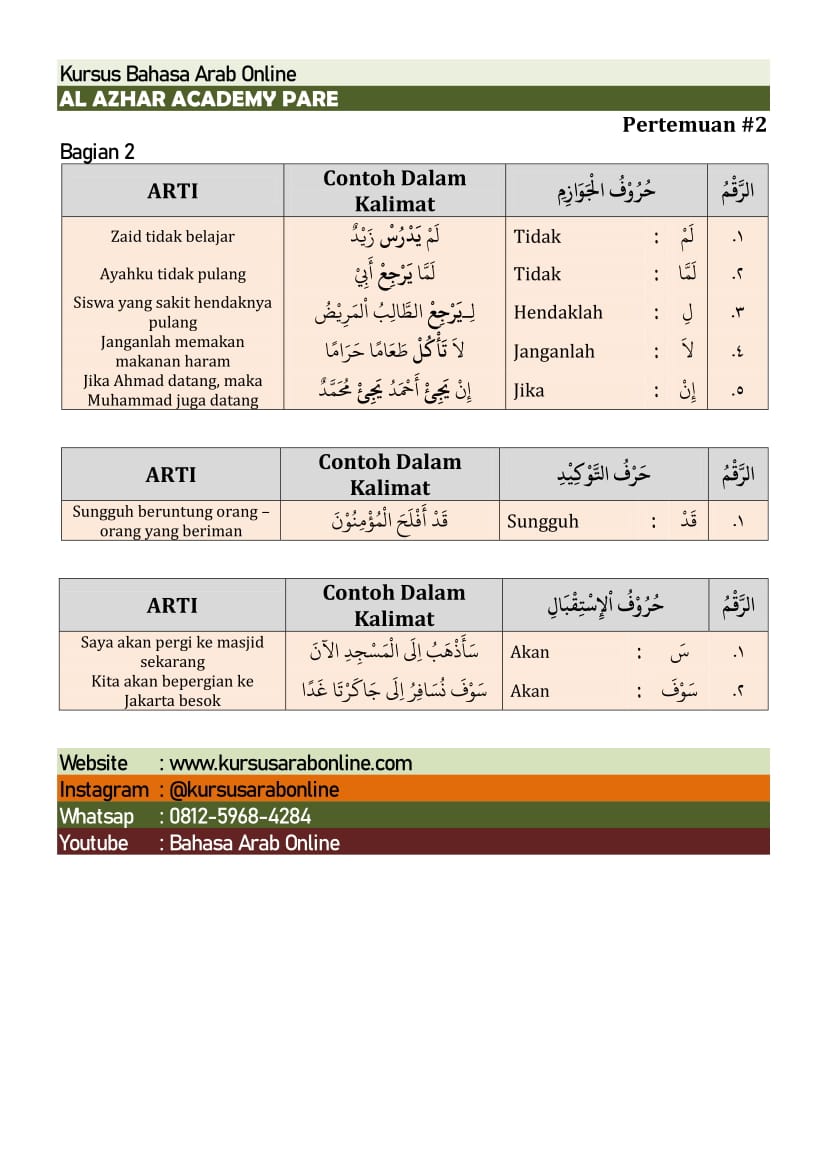 Kursus Bahasa Arab Online
AL AZHAR ACADEMY PARE
Pertemuan #2
Bagian 2
ARTI Contoh Dalam Kalimat حُرُوْفُ الْجَوَازِمِ الرَّقْمُ
Zaid tidak belajar لَمْ يَدْرُسْ زَيْدٌ Tidak : لَمْ ١.
Ayahku tidak pulang لَمَّا يَرْجِعْ أَبِيْ Tidak : لَمَّا ٢.
Siswa yang sakit hendaknya pulang لِـيَرْجِعْ الطَّالِبُ اْلمَرِيْضُ Hendaklah : لِ ٣.
Janganlah memakan makanan haram لاَ تَأْكُلْ طَعَامًا حَرَامًا Janganlah : لاَ ٤.
Jika Ahmad datang, maka Muhammad juga datang إِنْ يَجِئْ أَحْمَدُ يَجِئْ مُحَمَّدٌ Jika : إِنْ ٥.
ARTI Contoh Dalam Kalimat حَرْفُ التَّوْكِيْدِ الرَّقْمُ
Sungguh beruntung orang – orang yang beriman قَدْ أَفْلَحَ الْمُؤْمِنُوْنَ Sungguh : قَدْ ١.
ARTI Contoh Dalam Kalimat حُرُوْفُ اْلإِسْتِقْبَالِ الرَّقْمُ
Saya akan pergi ke masjid sekarang سَأَذْهَبُ إِلَى الْمَسْجِدِ الآنَ Akan : سَ ١.
Kita akan bepergian ke Jakarta besok سَوْفَ نُسَافِرُ إِلَى جَاكَرْتَا غَدًا Akan : سَوْفَ ٢.
Website : www.kursusarabonline.com
Instagram : @kursusarabonline
Whatsap : 0812-5968-4284
Youtube : Bahasa Arab Online